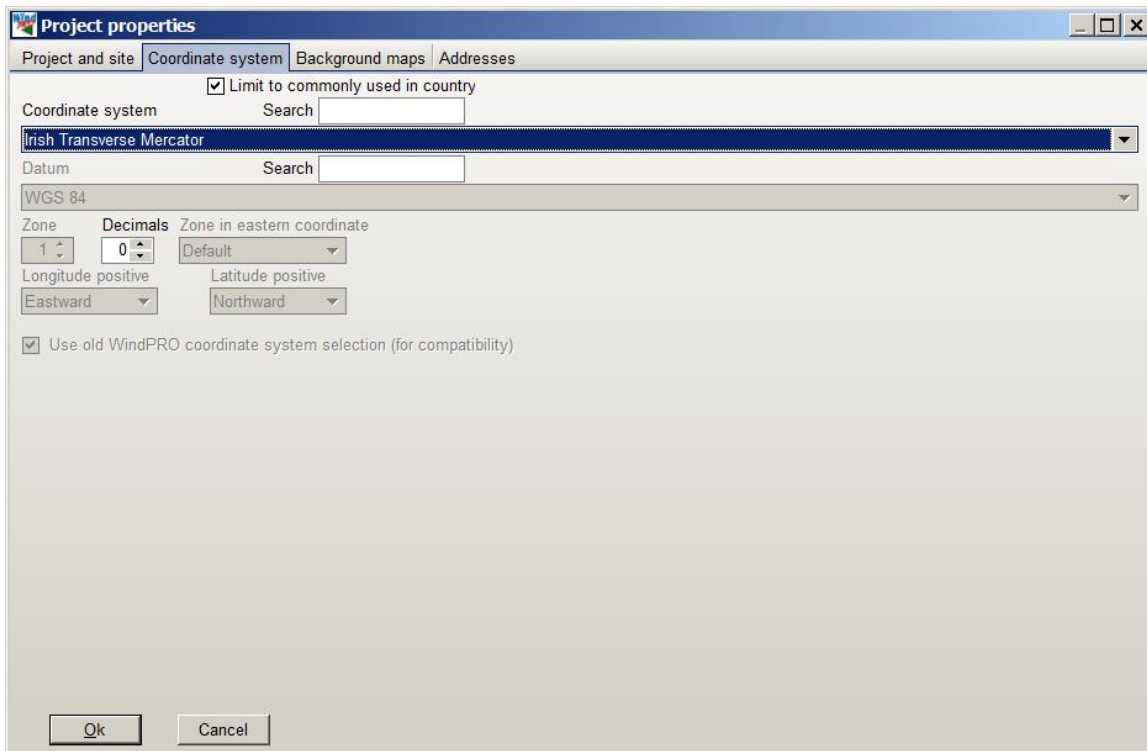 Project properties
Project and site Coordinate system Background maps Addresses
Limit to commonly used in country
Coordinate system Search
Irish Transverse Mercator
Datum Search
WGS 84
Zone Decimals Zone in eastern coordinate
1 0 Default
Longitude positive Latitude positive
Eastward Northward
Use old WindPRO coordinate system selection (for compatibility)
Ok Cancel